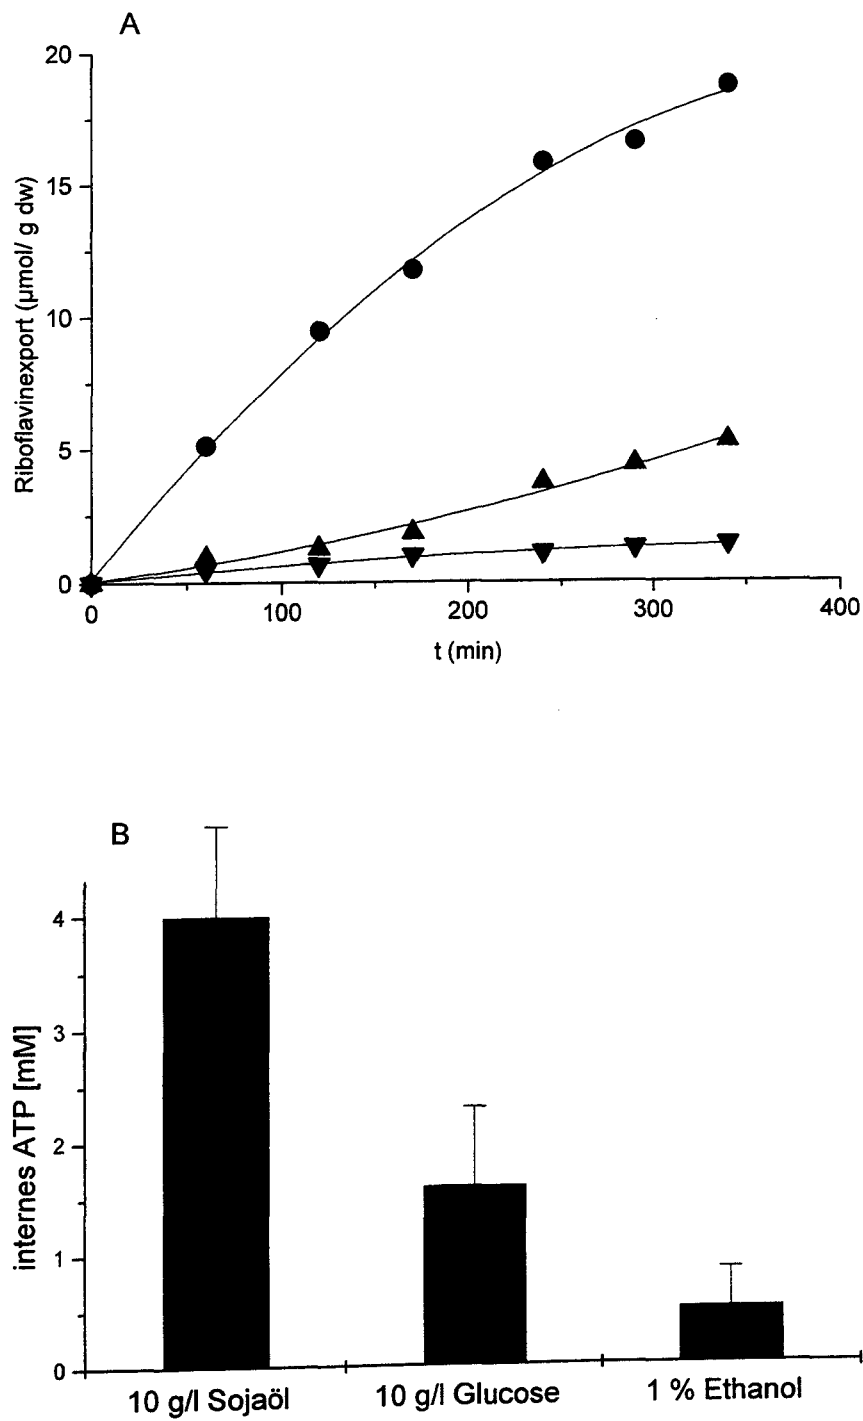 A
20
15
10
5
0
Riboflavinexport (µmol/ g dw)
0 100 200 300 400
t (min)
B
4
3
2
1
0
internes ATP [mM]
10 g/l Sojaöl 10 g/l Glucose 1 % Ethanol